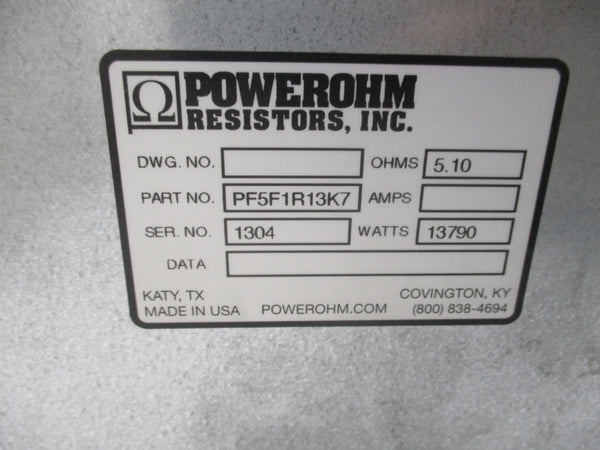 Ω POWEROHM
RESISTORS, INC.
DWG. NO. OHMS 5.10
PART NO. PF5F1R13K7 AMPS
SER. NO. 1304 WATTS 13790
DATA
KATY, TX COVINGTON, KY
MADE IN USA POWEROHM.COM (800) 838-4694